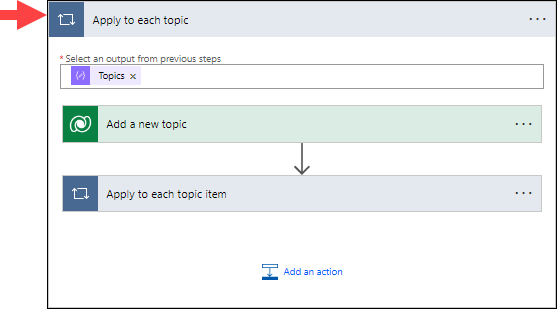 Apply to each topic
* Select an output from previous steps
Topics
Add a new topic
Apply to each topic item
Add an action